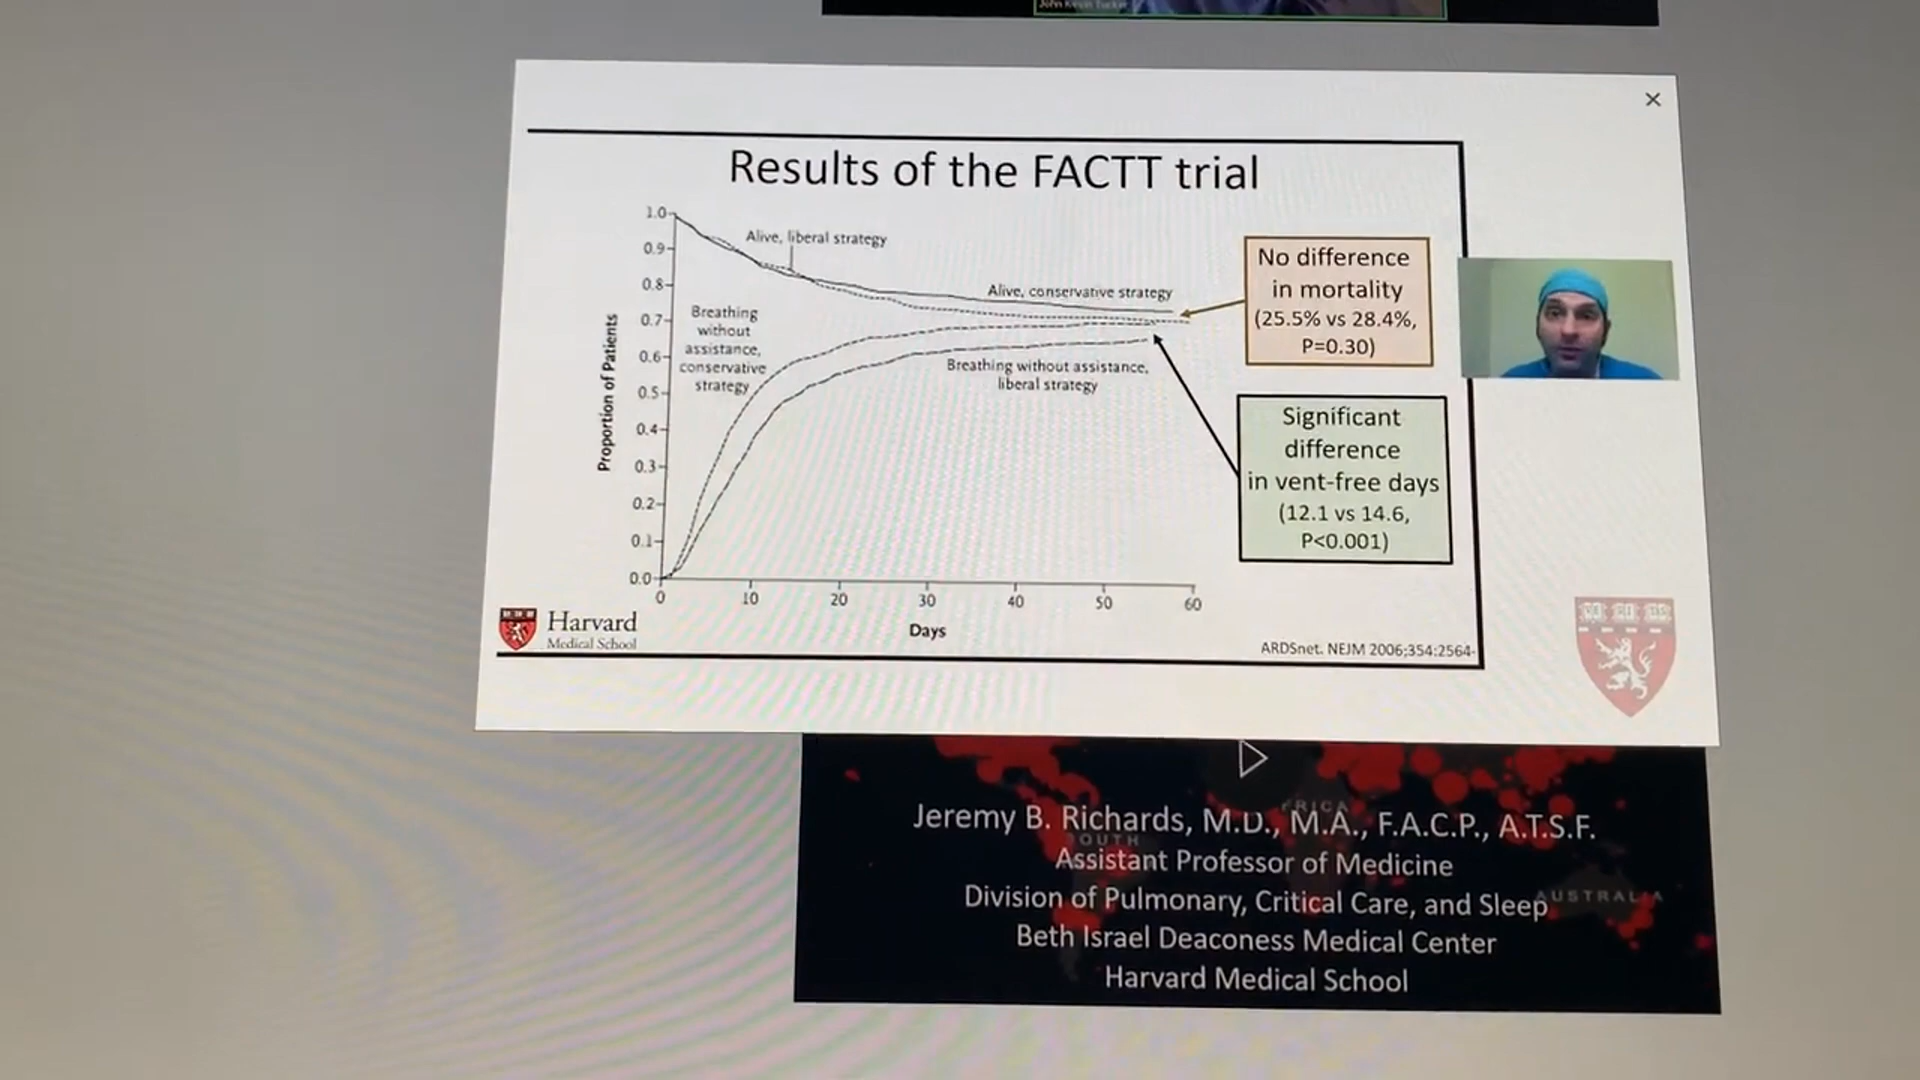 John Kevin Tucker
×
Results of the FACTT trial
1.0
0.9
0.8
0.7
0.6
0.5
0.4
0.3
0.2
0.1
0.0
Proportion of Patients
Alive, liberal strategy
Alive, conservative strategy
Breathing
without
assistance,
conservative
strategy
Breathing without assistance,
liberal strategy
0 10 20 30 40 50 60
Days
No difference
in mortality
(25.5% vs 28.4%,
P=0.30)
Significant
difference
in vent-free days
(12.1 vs 14.6,
P<0.001)
Harvard
Medical School
ARDSnet. NEJM 2006;354:2564-
Jeremy B. Richards, M.D., M.A., F.A.C.P., A.T.S.F.
Assistant Professor of Medicine
Division of Pulmonary, Critical Care, and Sleep
Beth Israel Deaconess Medical Center
Harvard Medical School
SOUTH
AUSTRALIA